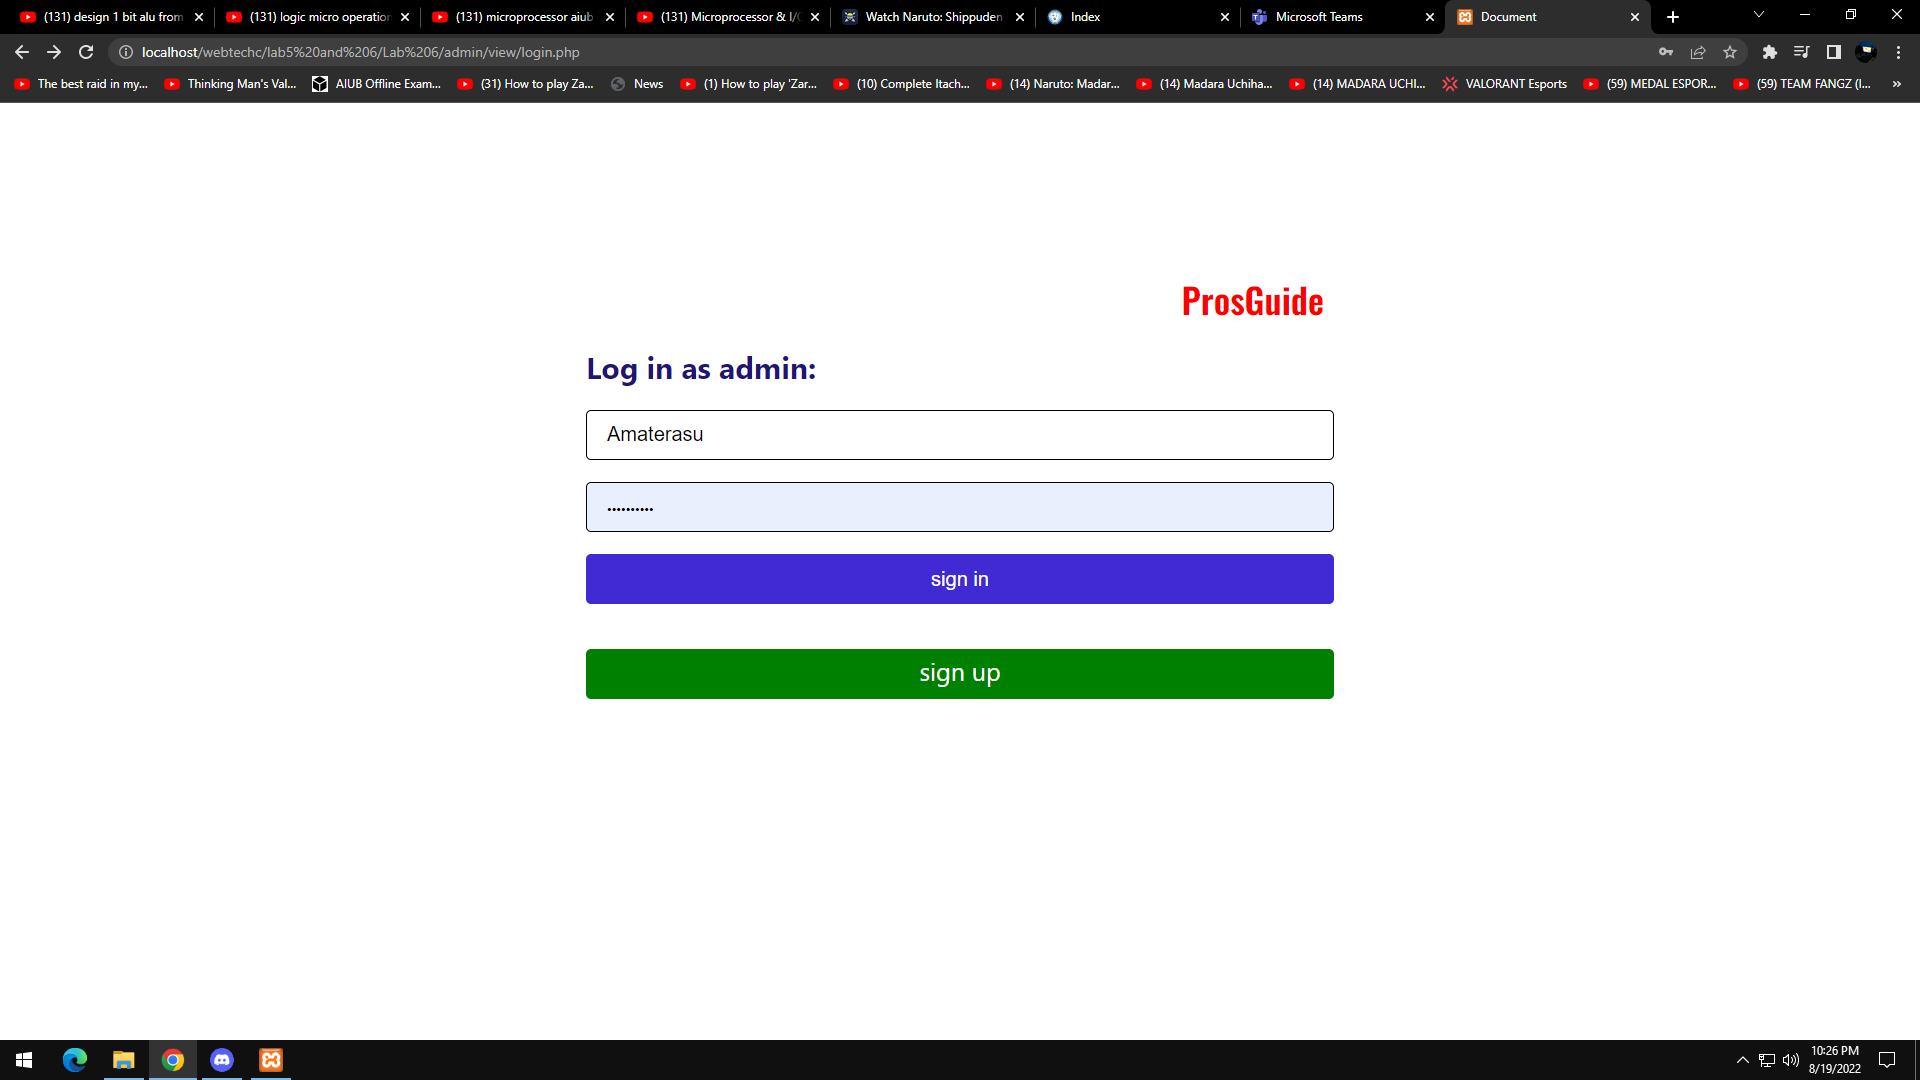 (131) design 1 bit alu from
(131) logic micro operation
(131) microprocessor aiub
(131) Microprocessor & I/O
Watch Naruto: Shippuden
Index
Microsoft Teams
Document
localhost/webtechc/lab5%20and%206/Lab%206/admin/view/login.php
The best raid in my...
Thinking Man's Val...
AIUB Offline Exam...
(31) How to play Za...
News
(1) How to play 'Zar...
(10) Complete Itach...
(14) Naruto: Madar...
(14) Madara Uchiha...
(14) MADARA UCHI...
VALORANT Esports
(59) MEDAL ESPOR...
(59) TEAM FANGZ (I...
»
ProsGuide
Log in as admin:
Amaterasu
••••••••••
sign in
sign up
10:26 PM
8/19/2022